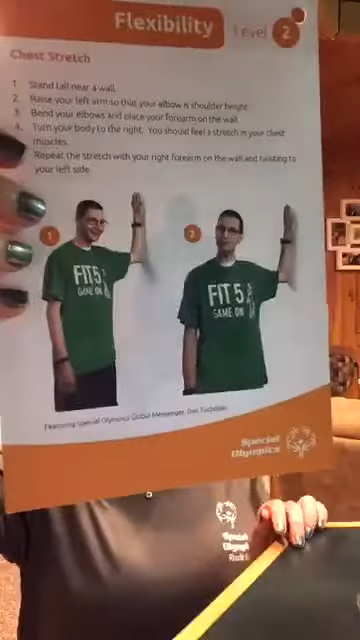 Flexibility Level 2
Chest Stretch
1 Stand tall near a wall.
2. Raise your left arm so that your elbow is shoulder height.
3. Bend your elbows and place your forearm on the wall.
4. Turn your body to the right. You should feel a stretch in your chest
muscles.
Repeat the stretch with your right forearm on the wall and twisting to
your left side.
1 2
FIT 5
GAME ON
FIT 5
GAME ON
Featuring Special Olympics Global Messenger, Dan
Special
Olympics
Special
Olympics